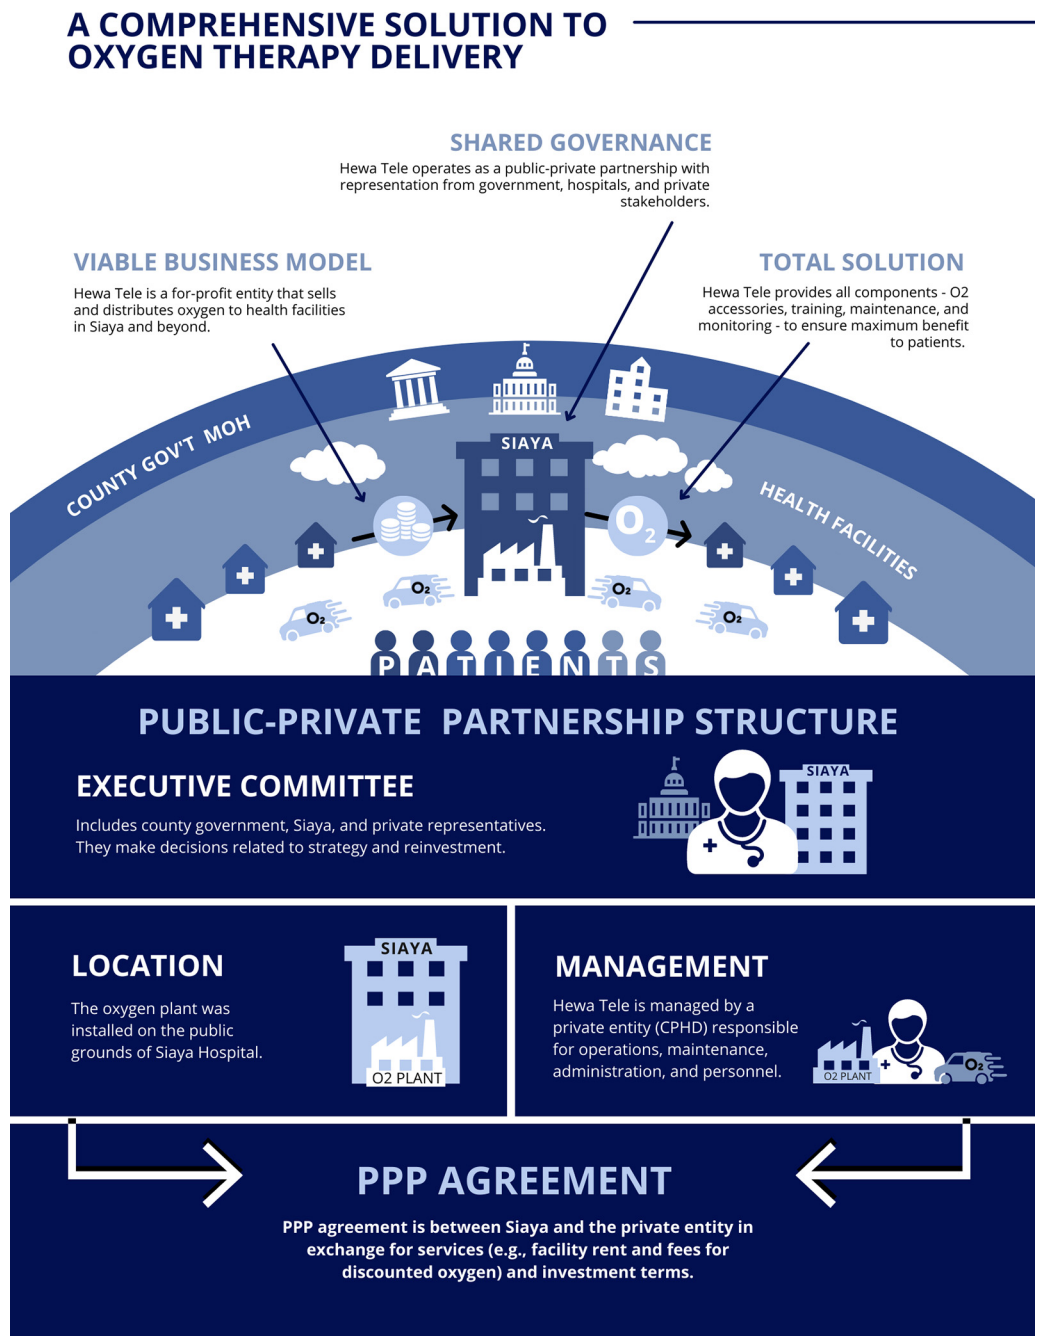 A COMPREHENSIVE SOLUTION TO
OXYGEN THERAPY DELIVERY
SHARED GOVERNANCE
Hewa Tele operates as a public-private partnership with
representation from government, hospitals, and private
stakeholders.
VIABLE BUSINESS MODEL
Hewa Tele is a for-profit entity that sells
and distributes oxygen to health facilities
in Siaya and beyond.
TOTAL SOLUTION
Hewa Tele provides all components - O2
accessories, training, maintenance, and
monitoring - to ensure maximum benefit
to patients.
COUNTY GOV'T MOH
SIAYA
HEALTH FACILITIES
O2
O2
O2
O2
O2
PATIENTS
PUBLIC-PRIVATE PARTNERSHIP STRUCTURE
EXECUTIVE COMMITTEE
Includes county government, Siaya, and private representatives.
They make decisions related to strategy and reinvestment.
SIAYA
LOCATION
The oxygen plant was
installed on the public
grounds of Siaya Hospital.
SIAYA
O2 PLANT
MANAGEMENT
Hewa Tele is managed by a
private entity (CPHD) responsible
for operations, maintenance,
administration, and personnel.
O2 PLANT
O2
PPP AGREEMENT
PPP agreement is between Siaya and the private entity in
exchange for services (e.g., facility rent and fees for
discounted oxygen) and investment terms.